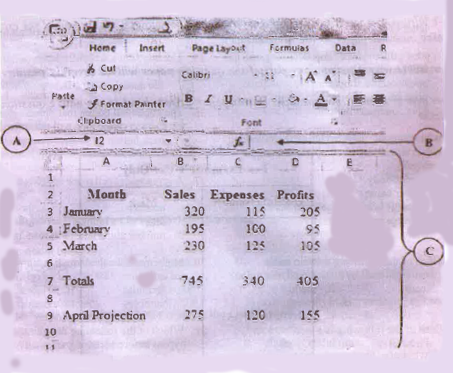 Home Insert Page Layout Formulas Data R
Cut
Calibri 11 A A
Copy
Paste
Format Painter
B I U A
Clipboard Font
A I2 fx B
A B C D E
1
2 Month Sales Expenses Profits
3 January 320 115 205
4 February 195 100 95
5 March 230 125 105
C
6
7 Totals 745 340 405
8
9 April Projection 275 120 155
10
11